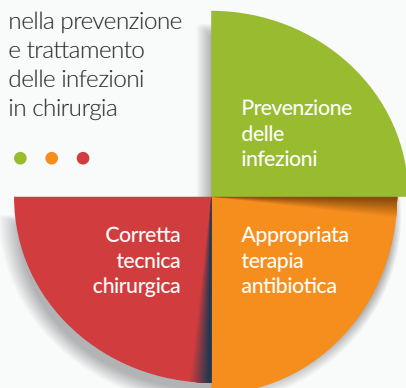 nella prevenzione
e trattamento
delle infezioni
in chirurgia
Prevenzione
delle
infezioni
Corretta
tecnica
chirurgica
Appropriata
terapia
antibiotica